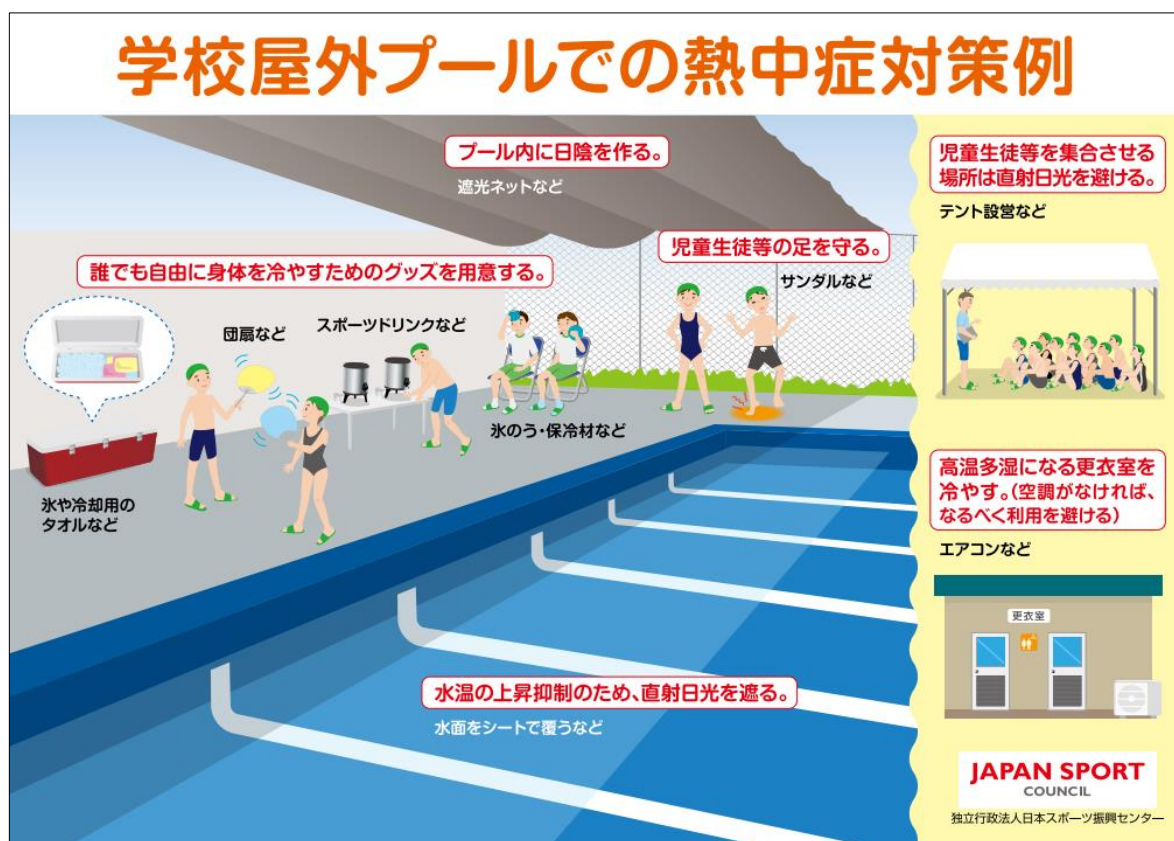 学校屋外プールでの熱中症対策例
プール内に日陰を作る。
遮光ネットなど
児童生徒等の足を守る。
サンダルなど
誰でも自由に身体を冷やすためのグッズを用意する。
団扇など
スポーツドリンクなど
氷のう・保冷材など
氷や冷却用の
タオルなど
水温の上昇抑制のため、直射日光を遮る。
水面をシートで覆うなど
児童生徒等を集合させる
場所は直射日光を避ける。
テント設営など
高温多湿になる更衣室を
冷やす。(空調がなければ、
なるべく利用を避ける)
エアコンなど
更衣室
JAPAN SPORT
COUNCIL
独立行政法人日本スポーツ振興センター